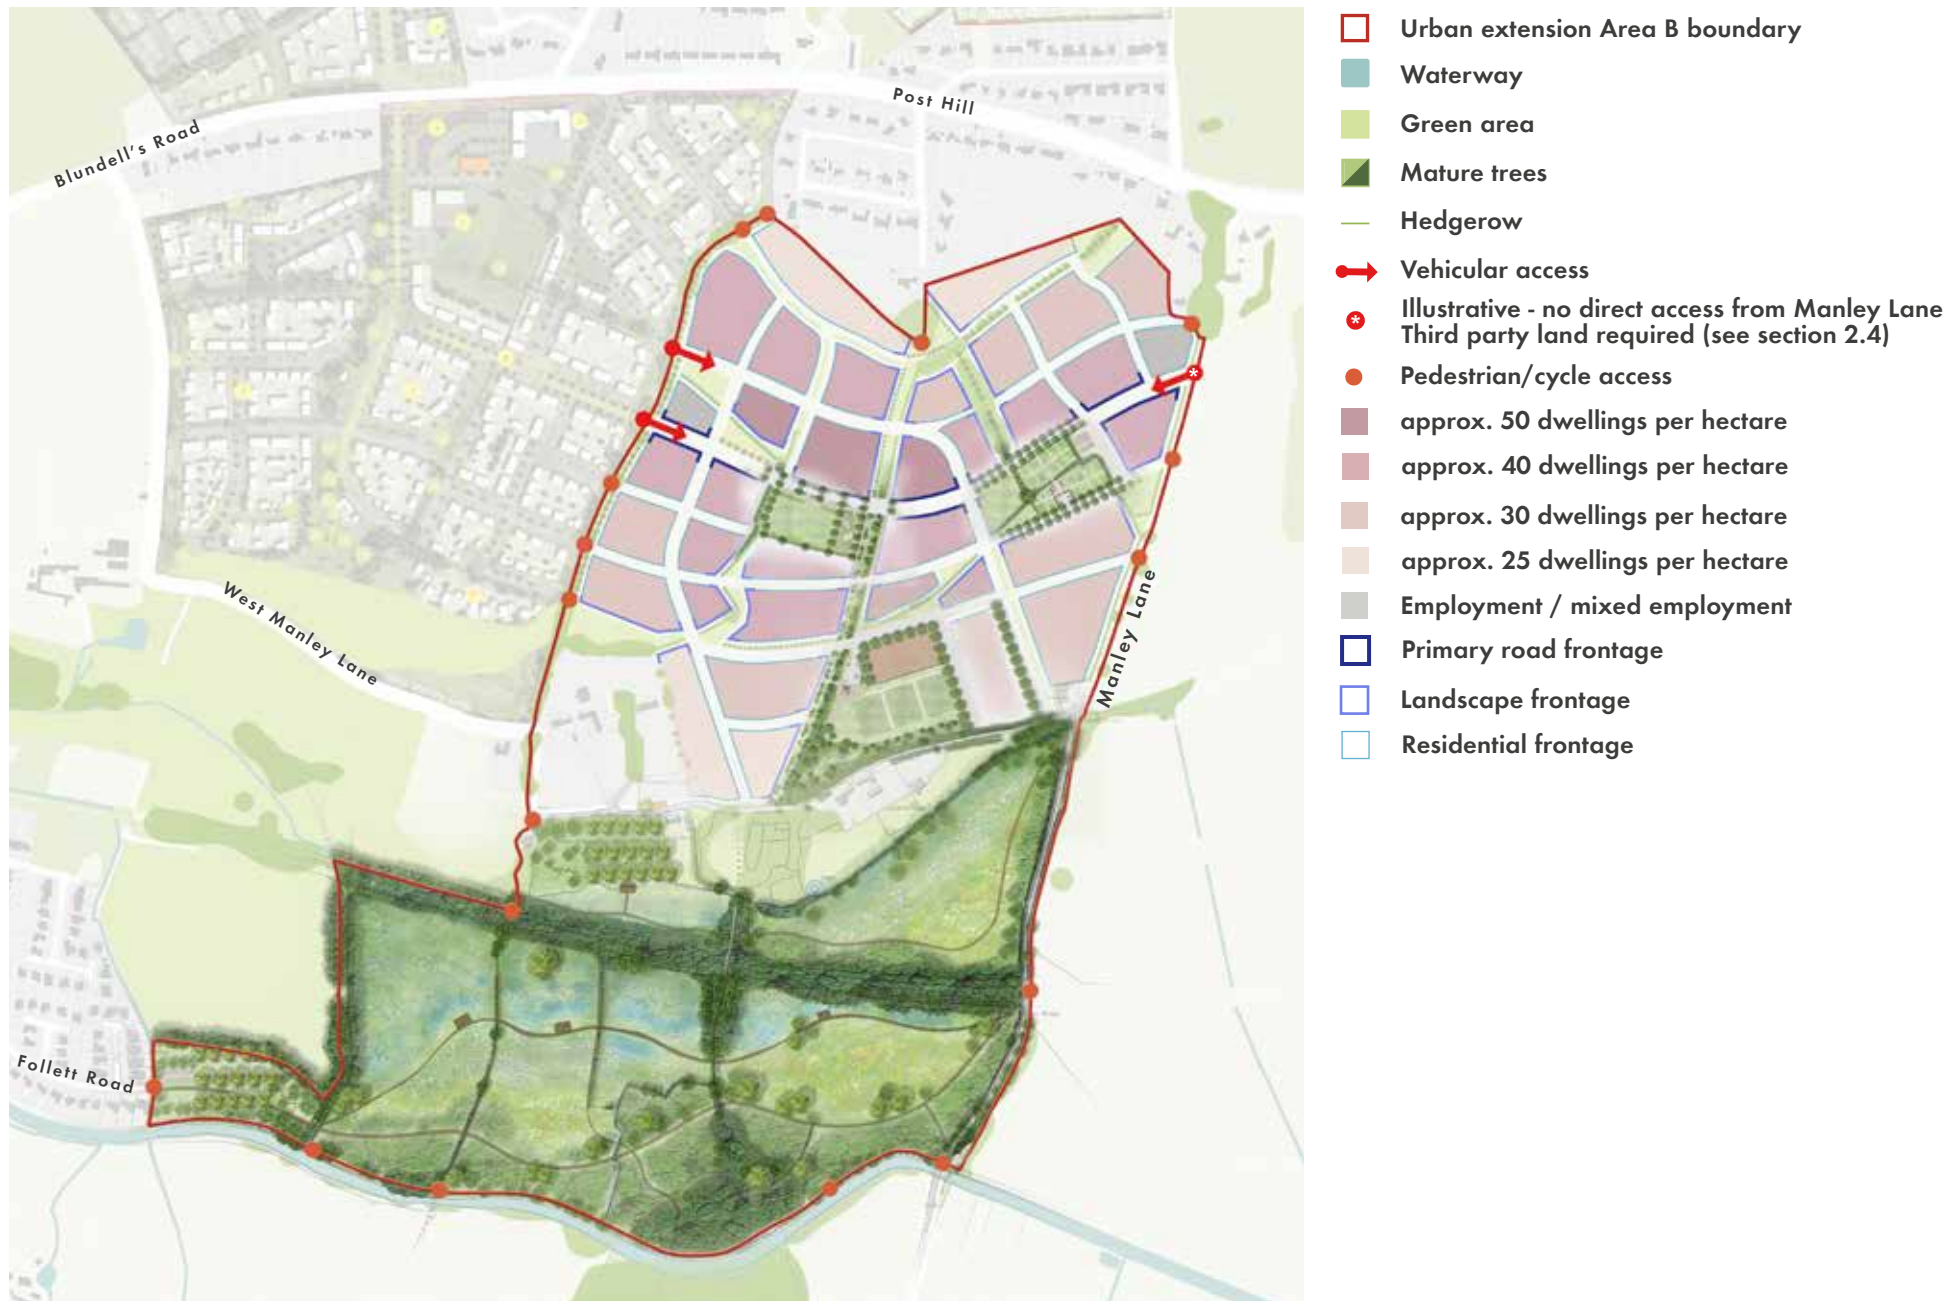 Post Hill
Blundell's Road
West Manley Lane
Manley Lane
Follett Road
Urban extension Area B boundary
Waterway
Green area
Mature trees
Hedgerow
Vehicular access
Illustrative - no direct access from Manley Lane
Third party land required (see section 2.4)
Pedestrian/cycle access
approx. 50 dwellings per hectare
approx. 40 dwellings per hectare
approx. 30 dwellings per hectare
approx. 25 dwellings per hectare
Employment / mixed employment
Primary road frontage
Landscape frontage
Residential frontage